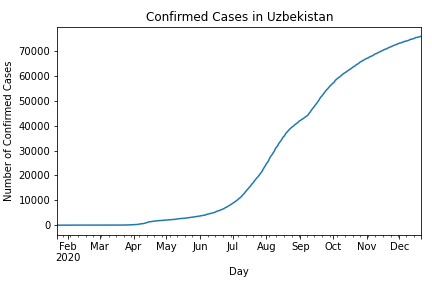 Confirmed Cases in Uzbekistan
Number of Confirmed Cases
70000
60000
50000
40000
30000
20000
10000
0
Feb Mar Apr May Jun Jul Aug Sep Oct Nov Dec
2020
Day